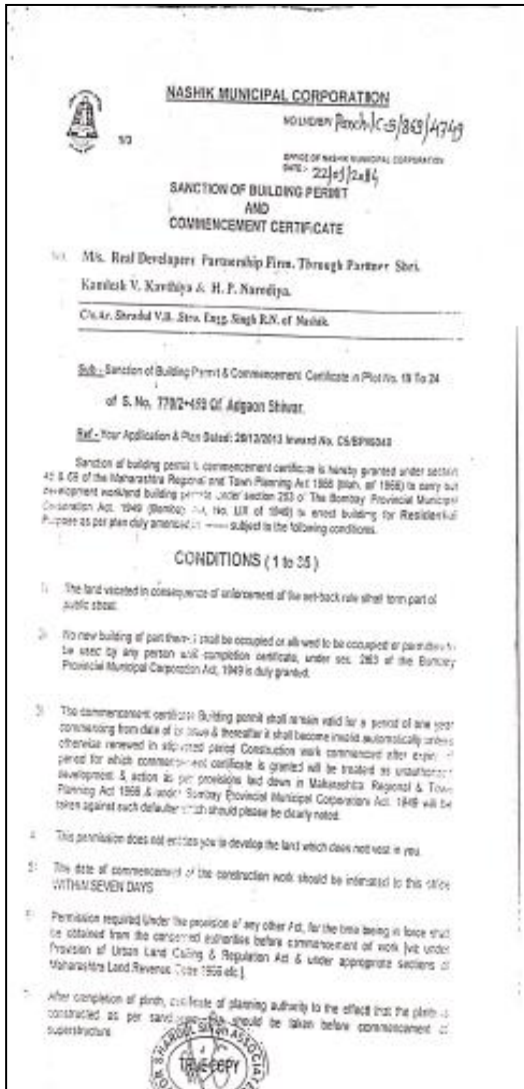 NASHIK MUNICIPAL CORPORATION
NO:LND/BP/ Panch/C-5/863/4749
1/3
OFFICE OF NASHIK MUNICIPAL CORPORATION
DATE:- 22/01/2014
SANCTION OF BUILDING PERMIT
AND
COMMENCEMENT CERTIFICATE
M/s. Real Developers Partnership Firm. Through Partner Shri.
Kamlesh V. Kavthiya & H. P. Narodiya.
C/o. Ar. Shradul V.B. Stru. Engg. Singh R.N. of Nashik.
Sub:- Sanction of Building Permit & Commencement Certificate in Plot No. 19 To 24
of S. No. 770/2+459 Of Adgaon Shiwar.
Ref:- Your Application & Plan Dated: 20/12/2013 Inward No.
Sanction of building permit & commencement certificate is hereby granted under section
45 & 69 of the Maharashtra Regional and Town Planning Act 1966 (Mah. of 1966) to carry out
development work/and building permits under section 253 of The Bombay Provincial Municipal
Corporation Act, 1949 (Bombay Act, No. LIX of 1949) to erect building for Residential
Purpose as per plan duly amended in subject to the following conditions.
CONDITIONS ( 1 to 35 )
1) The land vacated in consequence of enforcement of the set-back rule shall form part of
public street.
2) No new building of part thereof shall be occupied or allowed to be occupied or permitted to
be used by any person until completion certificate, under sec. 263 of the Bombay
Provincial Municipal Corporation Act, 1949 is duly granted.
3) The commencement certificate Building permit shall remain valid for a period of one year
commencing from date of its issue & thereafter it shall become invalid automatically unless
otherwise renewed in stipulated period Construction work commenced after expiry of
period for which commencement certificate is granted will be treated as unauthorized
development & action as per provisions laid down in Maharashtra Regional & Town
Planning Act 1966 & under Bombay Provincial Municipal Corporation Act. 1949 will be
taken against such defaulter which should please be clearly noted.
4 This permission does not entitles you to develop the land which does not vest in you.
5) The date of commencement of the construction work should be intimated to this office
WITHIN SEVEN DAYS
6) Permission required Under the provision of any other Act, for the time being in force shall
be obtained from the concerned authorities before commencement of work [viz under
Provision of Urban Land Ceiling & Regulation Act & under appropriate sections of
Maharashtra Land Revenue Code 1966 etc.].
7 After completion of plinth, certificate of planning authority to the effect that the plinth is
constructed as per sanctioned plan should be taken before commencement of
superstructure
FOR SHARDUL SINGH ASSOCIATE
TRUE COPY